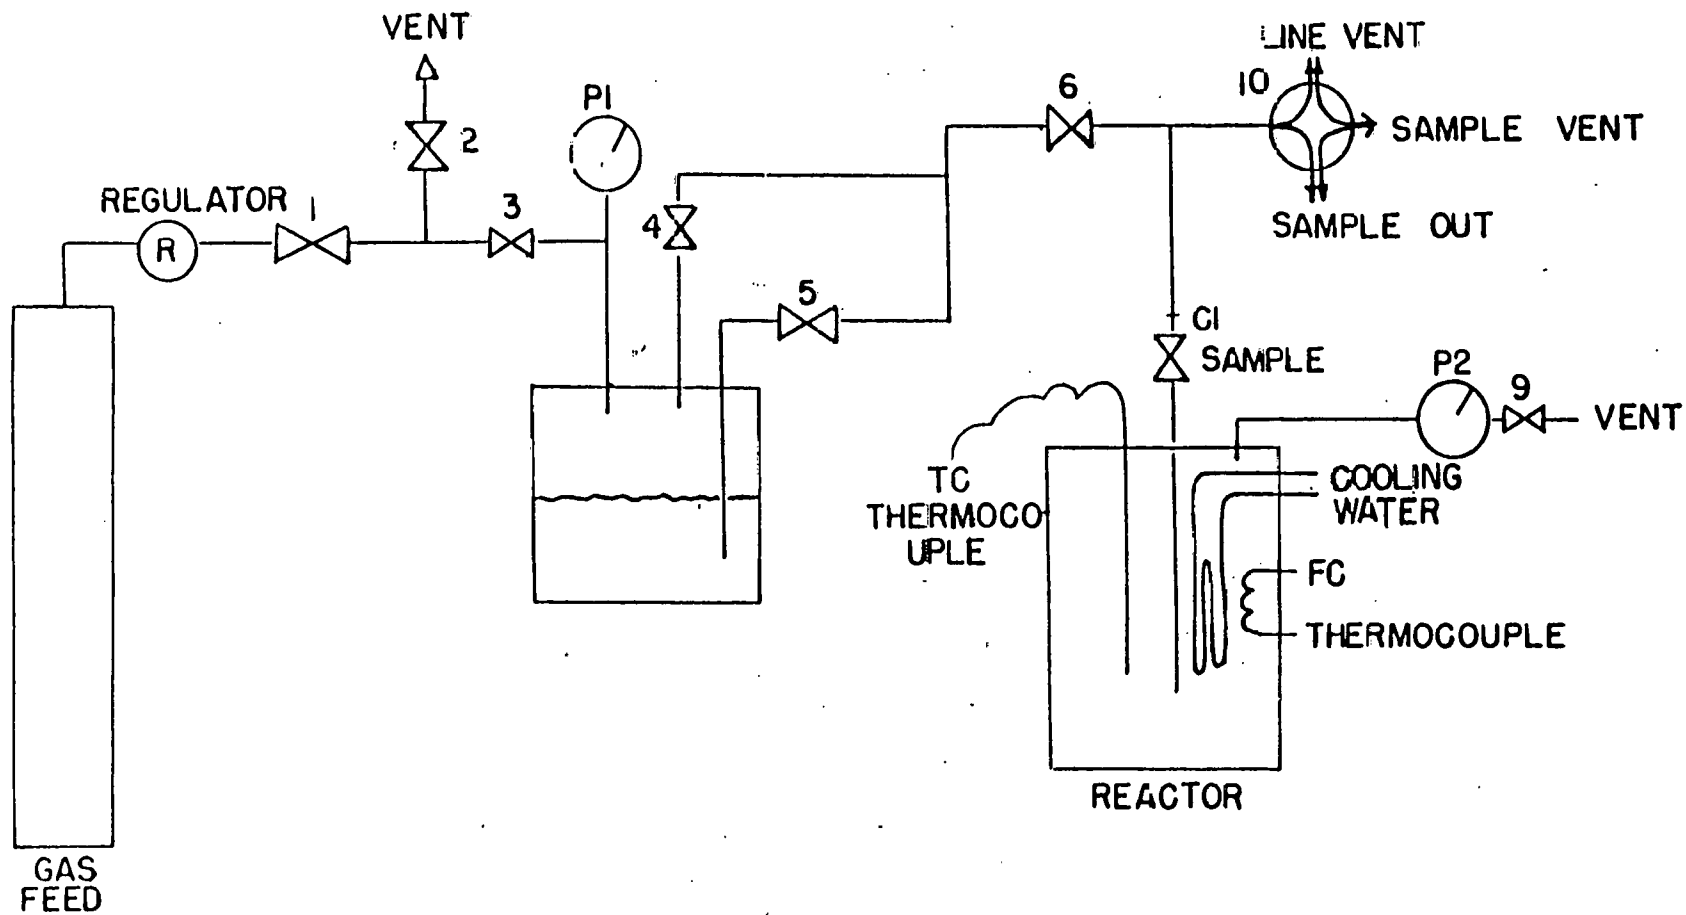 VENT
2
REGULATOR
R
1
3
P1
4
5
6
LINE VENT
10
SAMPLE VENT
SAMPLE OUT
C1
SAMPLE
P2
9
VENT
TC
THERMOCO
UPLE
COOLING
WATER
FC
THERMOCOUPLE
REACTOR
GAS
FEED